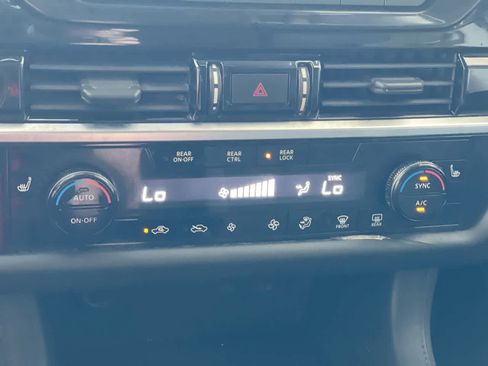 REAR ON-OFF
REAR CTRL
REAR LOCK
AUTO
ON-OFF
Lo
SYNC
Lo
SYNC
A/C
FRONT
REAR